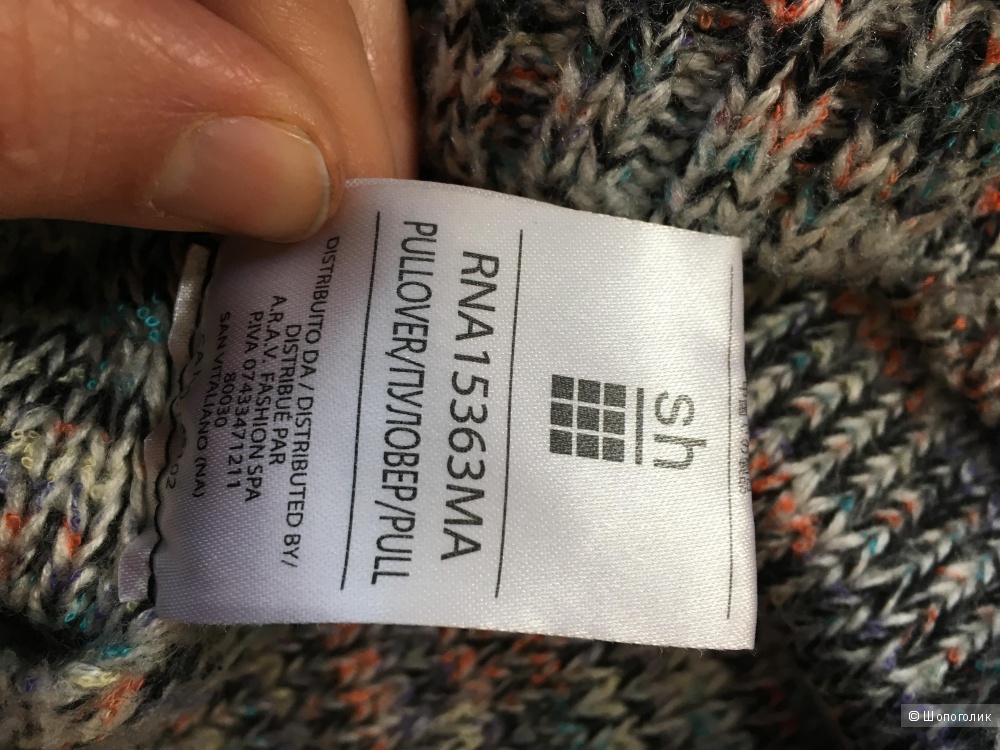 sh
RNA15363MA
PULLOVER/ПУЛОВЕР/PULL
DISTRIBUITO DA / DISTRIBUTED BY/
DISTRIBUÉ PAR
A.R.A.V. FASHION SPA
P.IVA 07433471211
80030
SAN VITALIANO (NA)
© Шопоголик